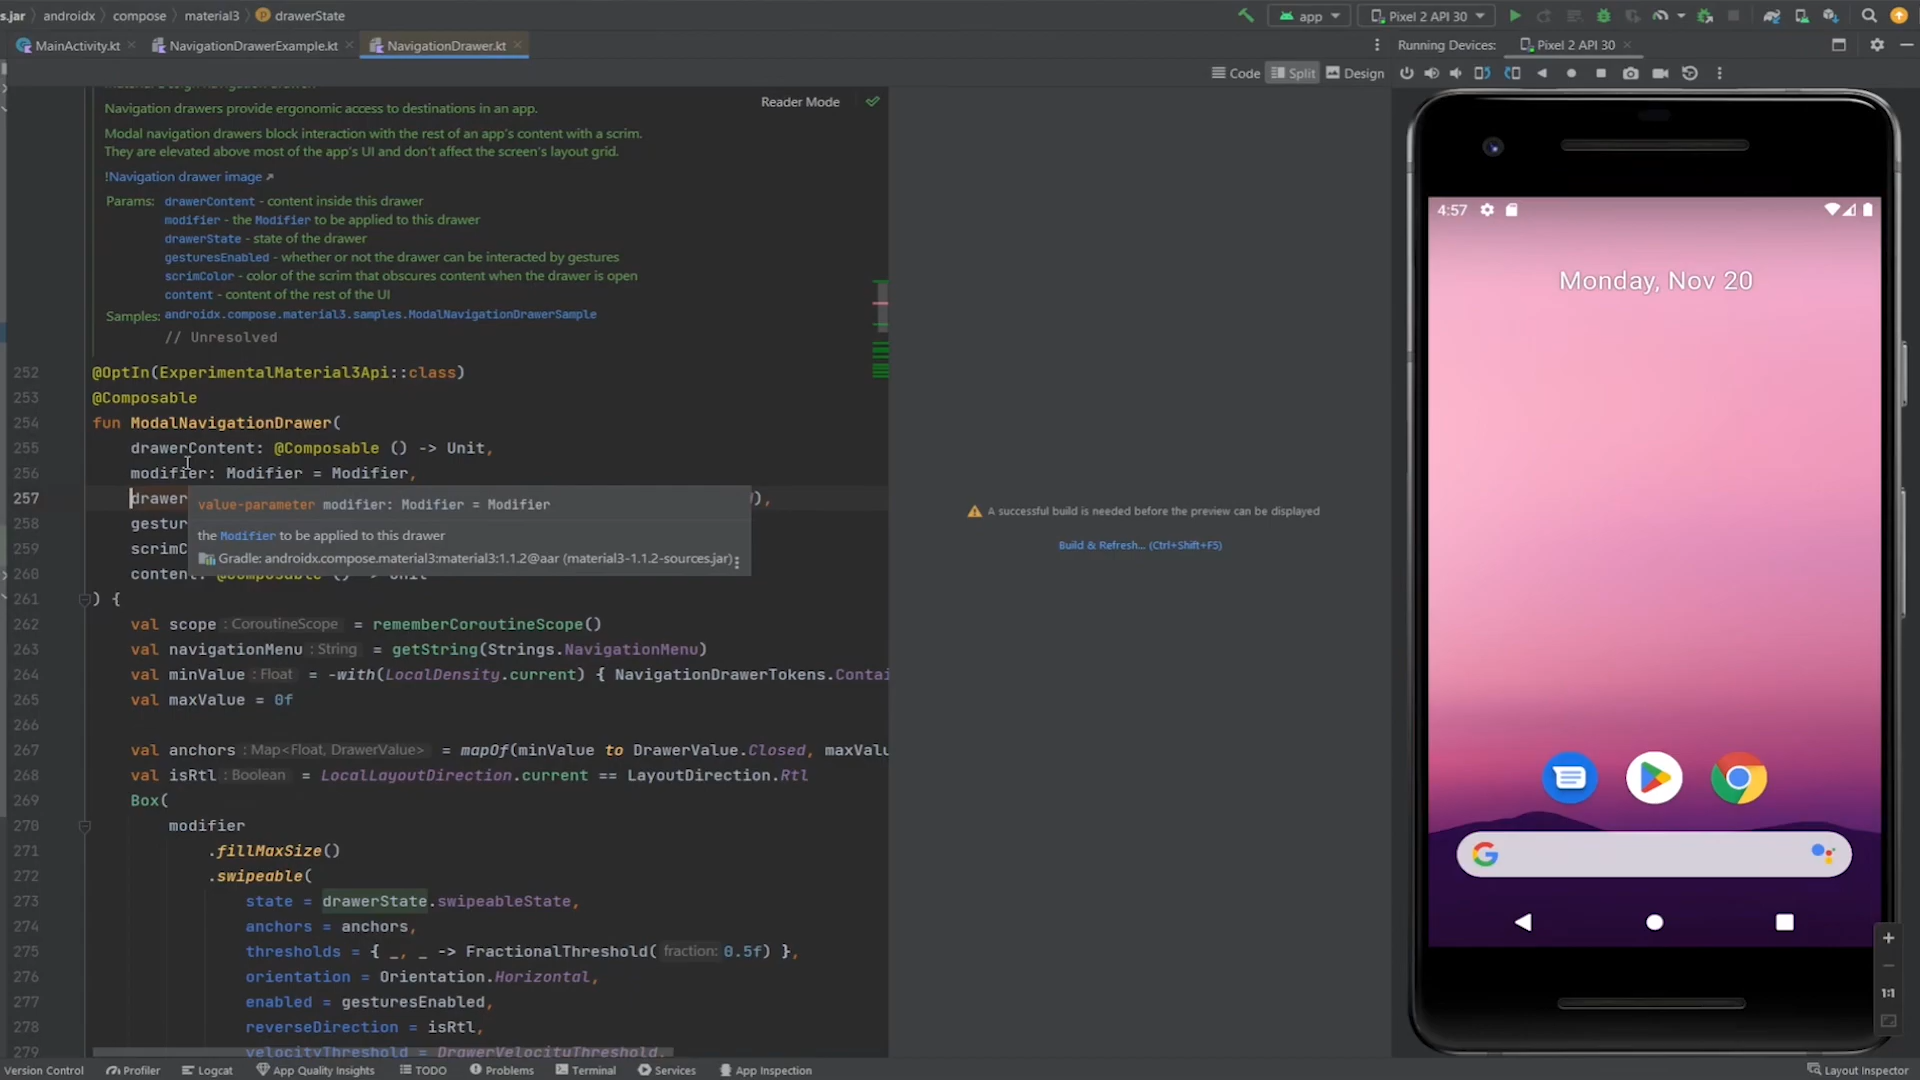 s.jar androidx compose material3 drawerState
app Pixel 2 API 30
MainActivity.kt NavigationDrawerExample.kt NavigationDrawer.kt
Running Devices: Pixel 2 API 30
Code Split Design
Reader Mode
Navigation drawers provide ergonomic access to destinations in an app.
Modal navigation drawers block interaction with the rest of an app's content with a scrim.
They are elevated above most of the app's UI and don't affect the screen's layout grid.
!Navigation drawer image
Params: drawerContent - content inside this drawer
modifier - the Modifier to be applied to this drawer
drawerState - state of the drawer
gesturesEnabled - whether or not the drawer can be interacted by gestures
scrimColor - color of the scrim that obscures content when the drawer is open
content - content of the rest of the UI
Samples: androidx.compose.material3.samples.ModalNavigationDrawerSample
// Unresolved
252 @OptIn(ExperimentalMaterial3Api::class)
253 @Composable
254 fun ModalNavigationDrawer(
255 drawerContent: @Composable () -> Unit,
256 modifier: Modifier = Modifier,
257 drawer ),
258 gestur
259 scrimC
260 content: @Composable () -> Unit
value-parameter modifier: Modifier = Modifier
the Modifier to be applied to this drawer
Gradle: androidx.compose.material3:material3:1.1.2@aar (material3-1.1.2-sources.jar)
261 ) {
262 val scope : CoroutineScope = rememberCoroutineScope()
263 val navigationMenu : String = getString(Strings.NavigationMenu)
264 val minValue : Float = -with(LocalDensity.current) { NavigationDrawerTokens.Contai
265 val maxValue = 0f
266
267 val anchors : Map<Float, DrawerValue> = mapOf(minValue to DrawerValue.Closed, maxValu
268 val isRtl : Boolean = LocalLayoutDirection.current == LayoutDirection.Rtl
269 Box(
270 modifier
271 .fillMaxSize()
272 .swipeable(
273 state = drawerState.swipeableState,
274 anchors = anchors,
275 thresholds = { _, _ -> FractionalThreshold( fraction: 0.5f) },
276 orientation = Orientation.Horizontal,
277 enabled = gesturesEnabled,
278 reverseDirection = isRtl,
279 velocityThreshold = DrawerVelocityThreshold,
A successful build is needed before the preview can be displayed
Build & Refresh... (Ctrl+Shift+F5)
4:57
Monday, Nov 20
1:1
Version Control Profiler Logcat App Quality Insights TODO Problems Terminal Services App Inspection Layout Inspector